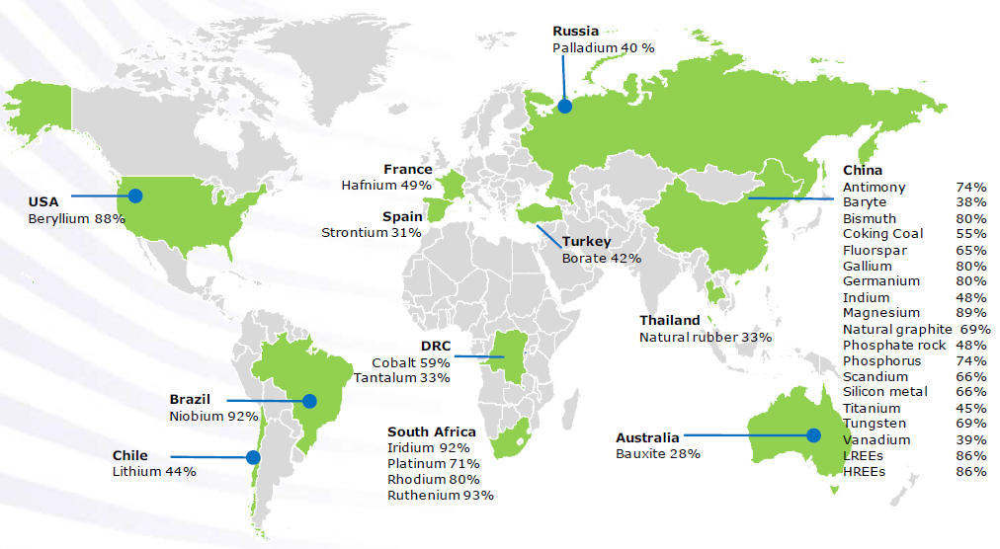 Russia
Palladium 40 %
France
Hafnium 49%
China
Antimony 74%
Baryte 38%
Bismuth 80%
Coking Coal 55%
Fluorspar 65%
Gallium 80%
Germanium 80%
Indium 48%
Magnesium 89%
Natural graphite 69%
Phosphate rock 48%
Phosphorus 74%
Scandium 66%
Silicon metal 66%
Titanium 45%
Tungsten 69%
Vanadium 39%
LREEs 86%
HREEs 86%
USA
Beryllium 88%
Spain
Strontium 31%
Turkey
Borate 42%
Thailand
Natural rubber 33%
DRC
Cobalt 59%
Tantalum 33%
Brazil
Niobium 92%
South Africa
Iridium 92%
Platinum 71%
Rhodium 80%
Ruthenium 93%
Australia
Bauxite 28%
Chile
Lithium 44%